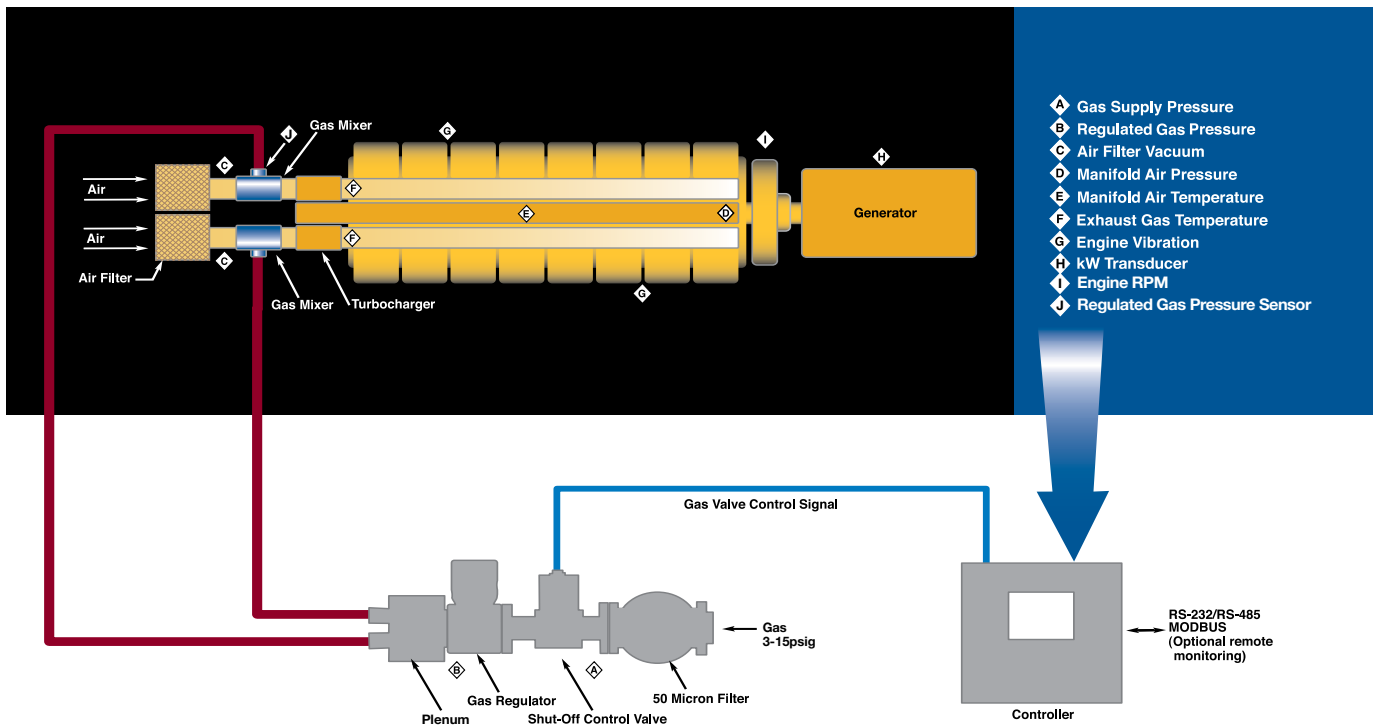 J
Gas Mixer
G
I
H
C
Air
F
E
D
Generator
Air
F
C
Air Filter
Gas Mixer
Turbocharger
G
A Gas Supply Pressure
B Regulated Gas Pressure
C Air Filter Vacuum
D Manifold Air Pressure
E Manifold Air Temperature
F Exhaust Gas Temperature
G Engine Vibration
H kW Transducer
I Engine RPM
J Regulated Gas Pressure Sensor
Gas Valve Control Signal
Gas
3-15psig
RS-232/RS-485
MODBUS
(Optional remote
monitoring)
B
A
Gas Regulator
50 Micron Filter
Plenum
Shut-Off Control Valve
Controller